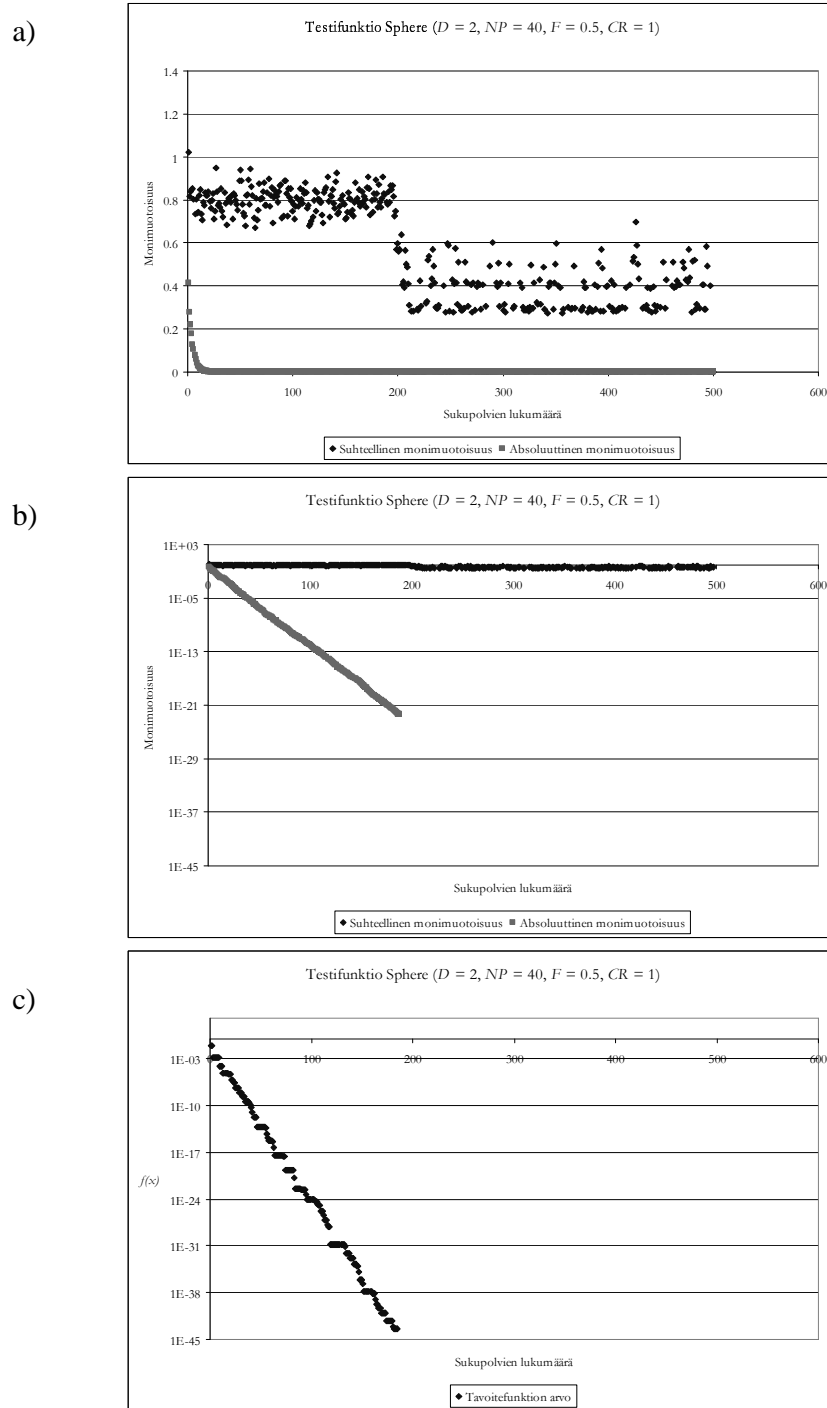 a)
Testifunktio Sphere (D = 2, NP = 40, F = 0.5, CR = 1)
1.4
1.2
1
0.8
0.6
0.4
0.2
0
Monimuotoisuus
0 100 200 300 400 500 600
Sukupolvien lukumäärä
Suhteellinen monimuotoisuus Absoluuttinen monimuotoisuus
b)
Testifunktio Sphere (D = 2, NP = 40, F = 0.5, CR = 1)
1E+03
1E-05
1E-13
1E-21
1E-29
1E-37
1E-45
Monimuotoisuus
0 100 200 300 400 500 600
Sukupolvien lukumäärä
Suhteellinen monimuotoisuus Absoluuttinen monimuotoisuus
c)
Testifunktio Sphere (D = 2, NP = 40, F = 0.5, CR = 1)
0 100 200 300 400 500 600
1E-03
1E-10
1E-17
1E-24
1E-31
1E-38
1E-45
f(x)
Sukupolvien lukumäärä
Tavoitefunktion arvo